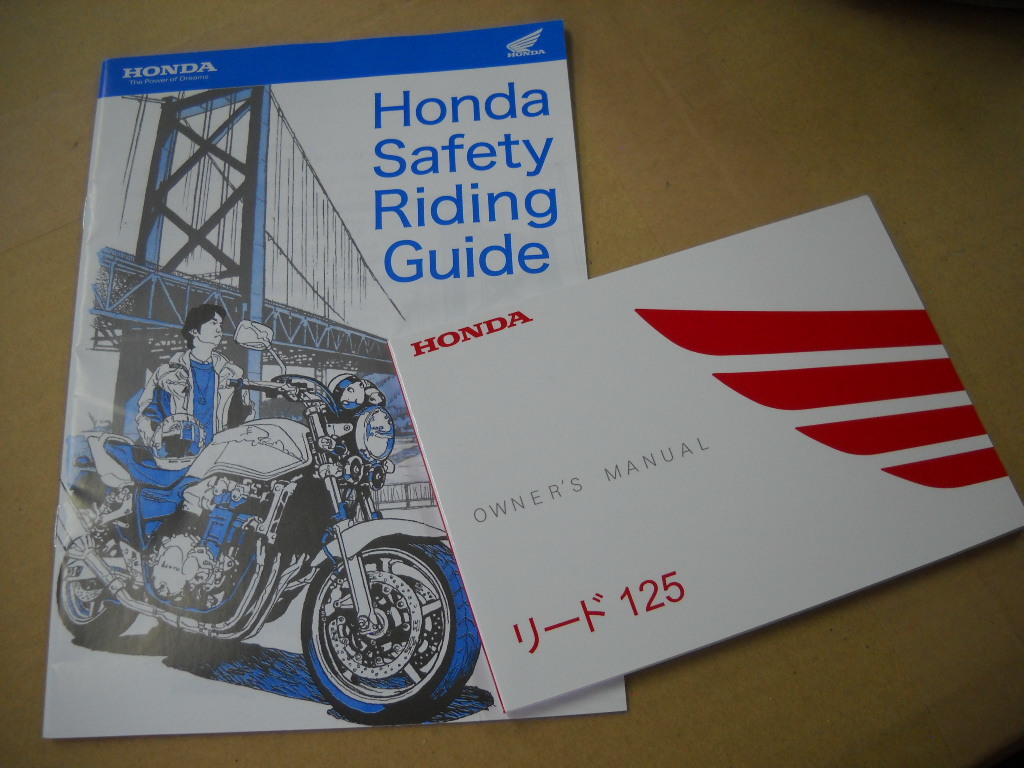 HONDA
The Power of Dreams
HONDA
Honda
Safety
Riding
Guide
HONDA
OWNER'S MANUAL
リード 125